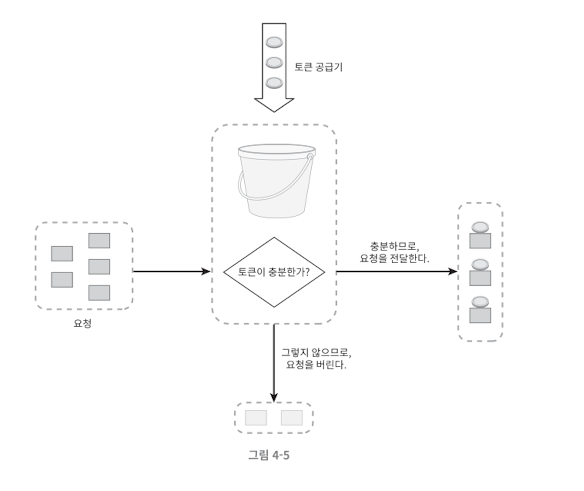 토큰 공급기
토큰이 충분한가?
충분하므로,
요청을 전달한다.
요청
그렇지 않으므로,
요청을 버린다.
그림 4-5